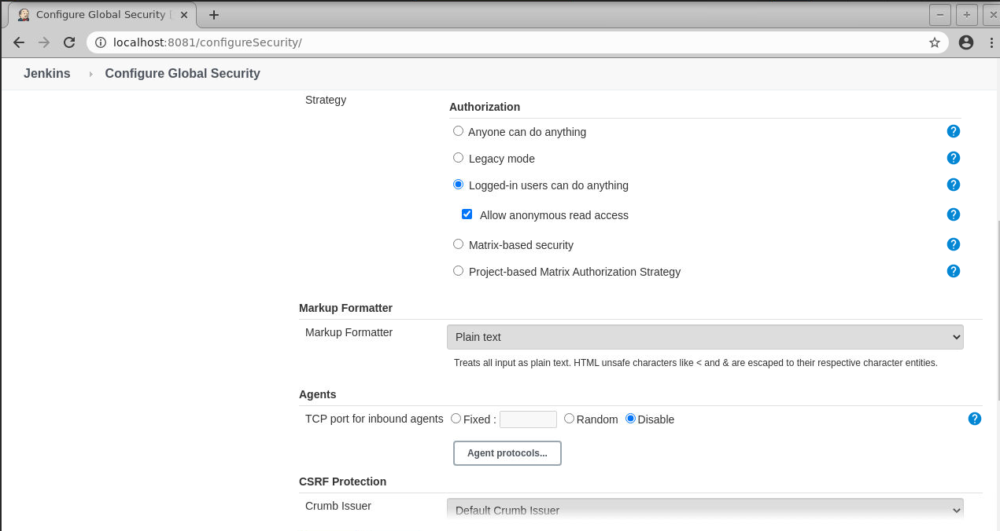 Configure Global Security [
localhost:8081/configureSecurity/
Jenkins Configure Global Security
Strategy
Authorization
Anyone can do anything
Legacy mode
Logged-in users can do anything
Allow anonymous read access
Matrix-based security
Project-based Matrix Authorization Strategy
Markup Formatter
Markup Formatter
Plain text
Treats all input as plain text. HTML unsafe characters like < and & are escaped to their respective character entities.
Agents
TCP port for inbound agents Fixed : Random Disable
Agent protocols...
CSRF Protection
Crumb Issuer
Default Crumb Issuer